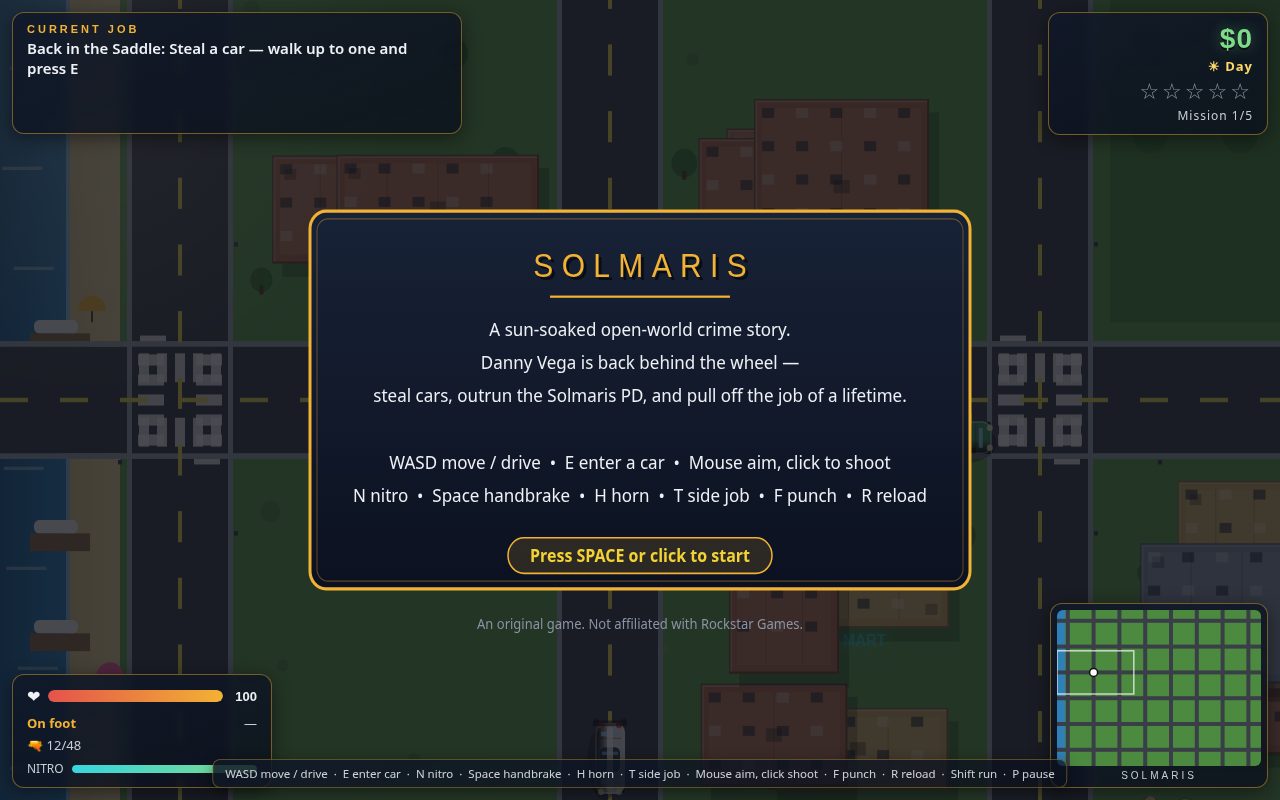 CURRENT JOB
Back in the Saddle: Steal a car — walk up to one and
press E
$0
☀ Day
☆☆☆☆☆
Mission 1/5
SOLMARIS
A sun-soaked open-world crime story.
Danny Vega is back behind the wheel —
steal cars, outrun the Solmaris PD, and pull off the job of a lifetime.
WASD move / drive • E enter a car • Mouse aim, click to shoot
N nitro • Space handbrake • H horn • T side job • F punch • R reload
Press SPACE or click to start
An original game. Not affiliated with Rockstar Games.
MART
❤ 100
On foot —
🔫 12/48
NITRO
WASD move / drive · E enter car · N nitro · Space handbrake · H horn · T side job · Mouse aim, click shoot · F punch · R reload · Shift run · P pause
SOLMARIS